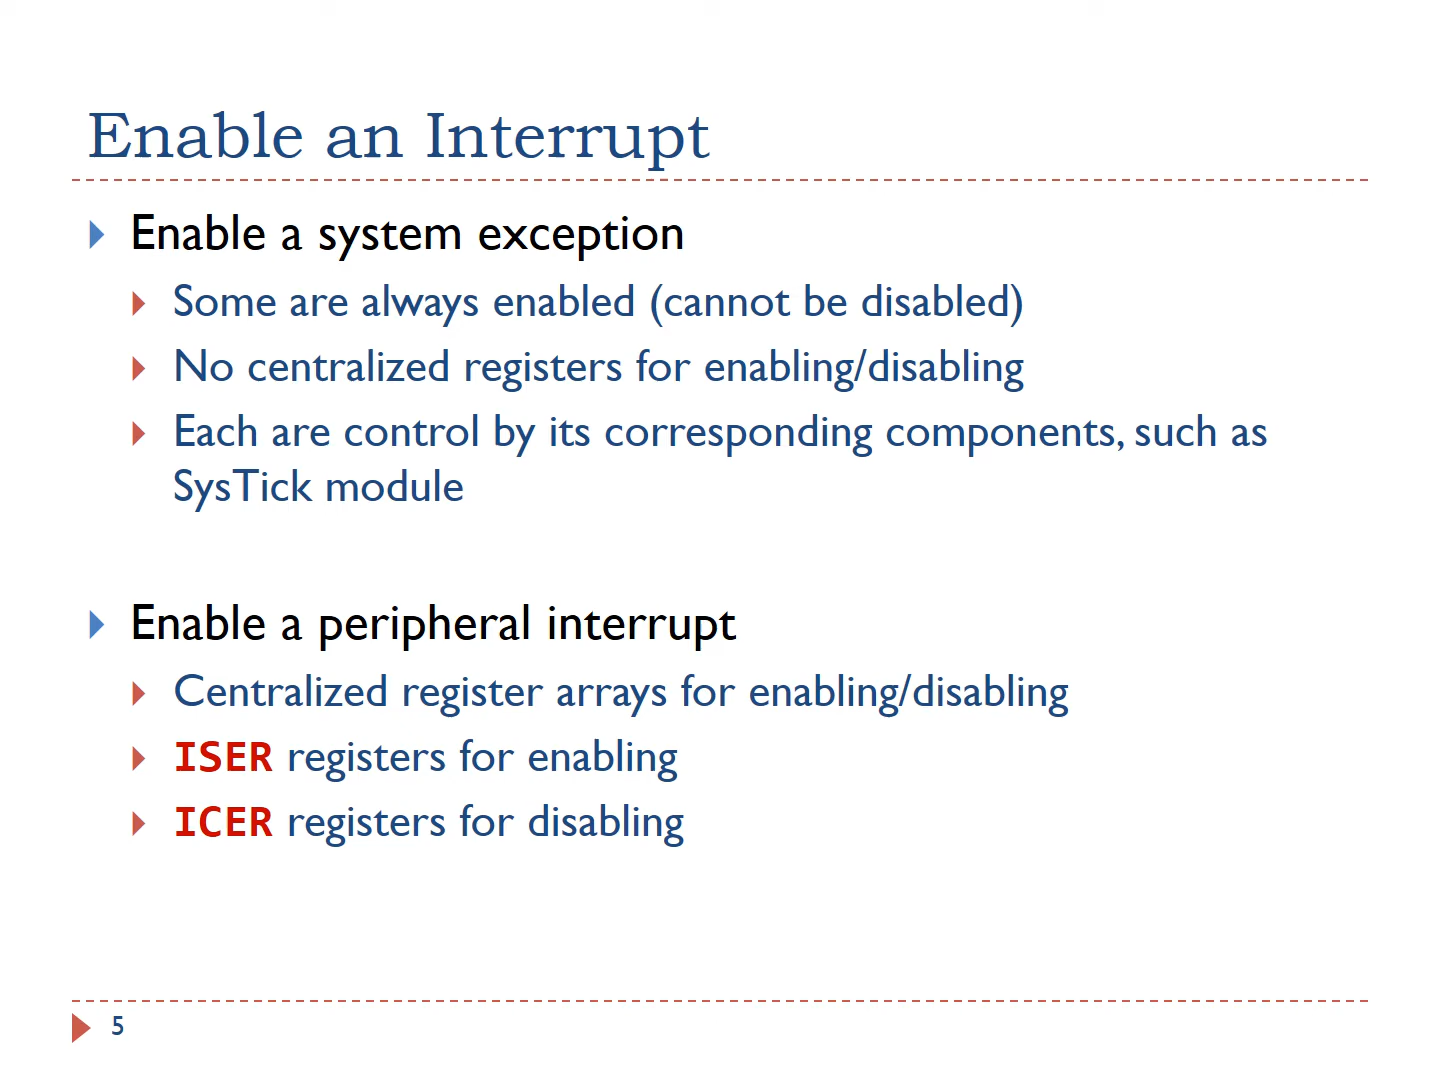 Enable an Interrupt
Enable a system exception
Some are always enabled (cannot be disabled)
No centralized registers for enabling/disabling
Each are control by its corresponding components, such as
SysTick module
Enable a peripheral interrupt
Centralized register arrays for enabling/disabling
ISER registers for enabling
ICER registers for disabling
5